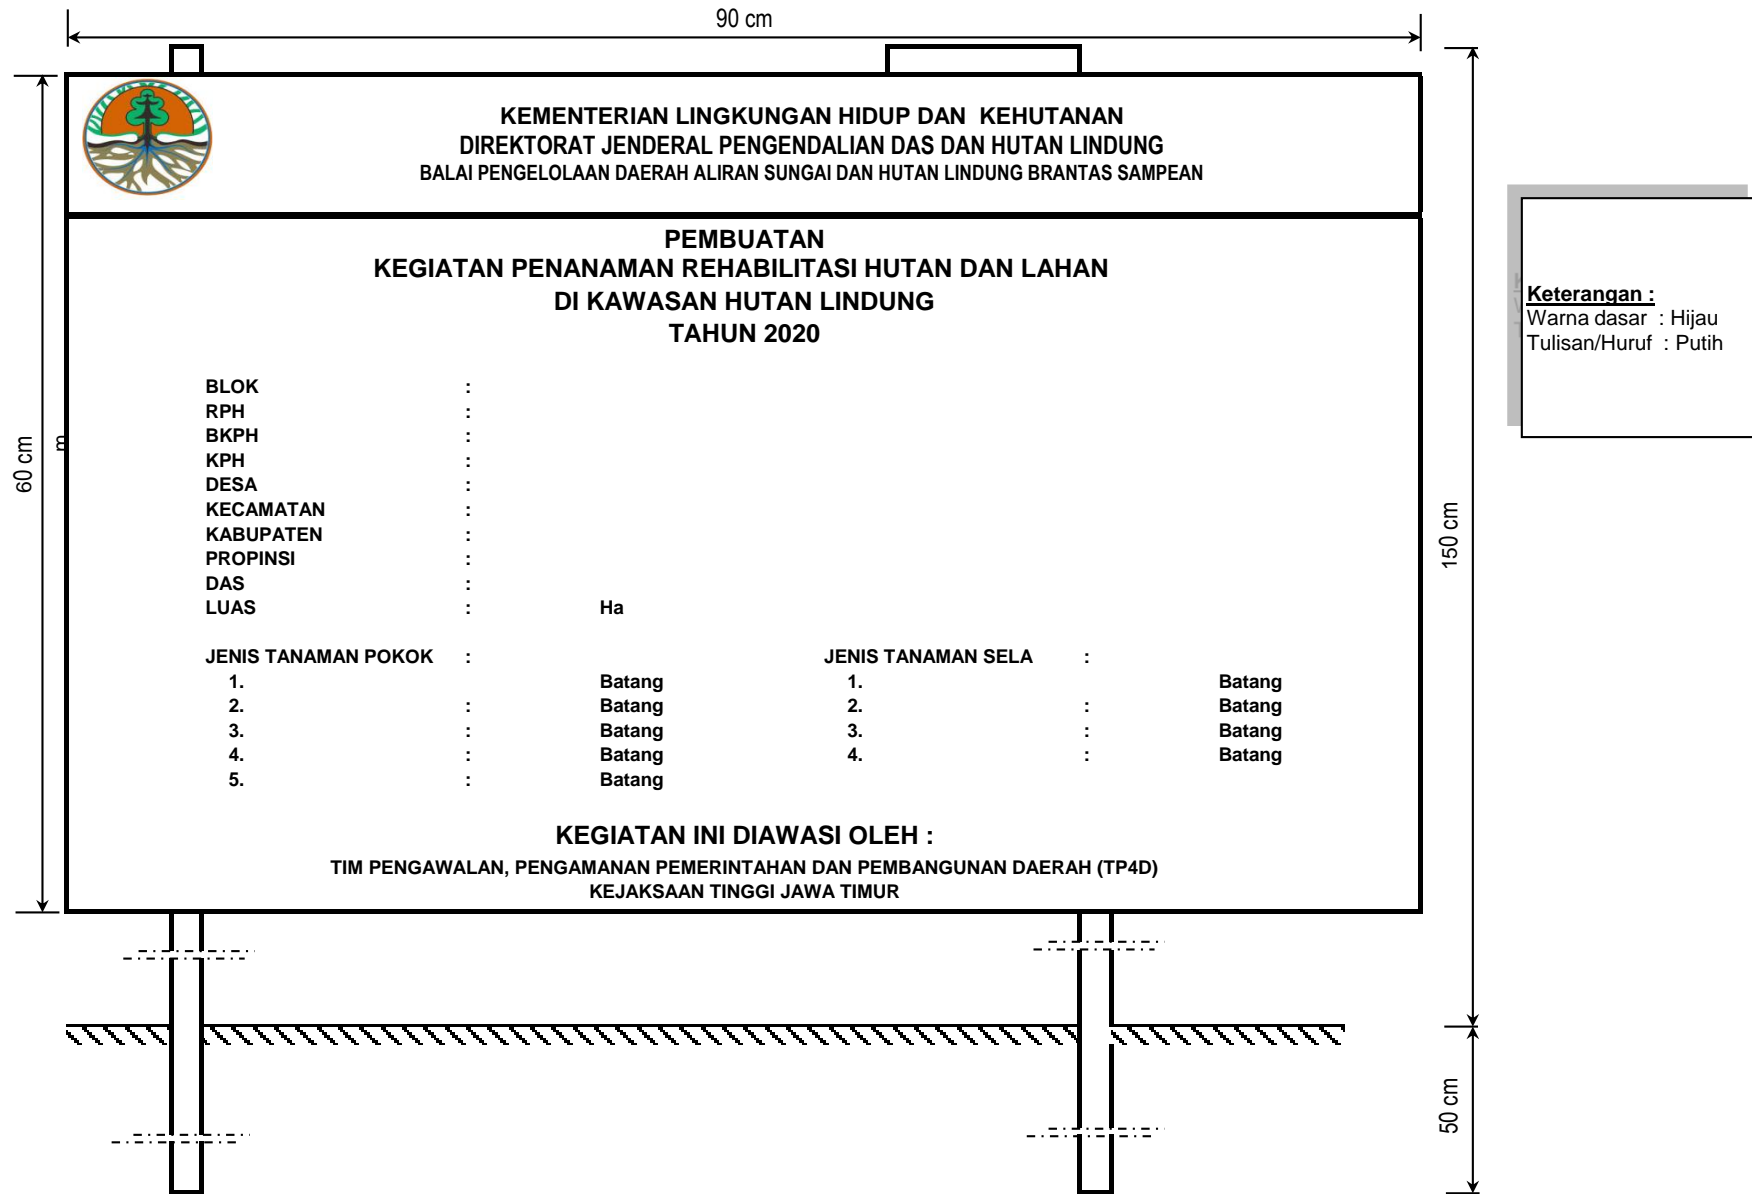 90 cm
KEMENTERIAN LINGKUNGAN HIDUP DAN KEHUTANAN
DIREKTORAT JENDERAL PENGENDALIAN DAS DAN HUTAN LINDUNG
BALAI PENGELOLAAN DAERAH ALIRAN SUNGAI DAN HUTAN LINDUNG BRANTAS SAMPEAN
PEMBUATAN
KEGIATAN PENANAMAN REHABILITASI HUTAN DAN LAHAN
DI KAWASAN HUTAN LINDUNG
TAHUN 2020
BLOK :
RPH :
BKPH :
KPH :
DESA :
KECAMATAN :
KABUPATEN :
PROPINSI :
DAS :
LUAS : Ha
JENIS TANAMAN POKOK : JENIS TANAMAN SELA :
1. Batang 1. Batang
2. : Batang 2. : Batang
3. : Batang 3. : Batang
4. : Batang 4. : Batang
5. : Batang
KEGIATAN INI DIAWASI OLEH :
TIM PENGAWALAN, PENGAMANAN PEMERINTAHAN DAN PEMBANGUNAN DAERAH (TP4D)
KEJAKSAAN TINGGI JAWA TIMUR
60 cm
m
150 cm
50 cm
Keterangan :
Warna dasar : Hijau
Tulisan/Huruf : Putih